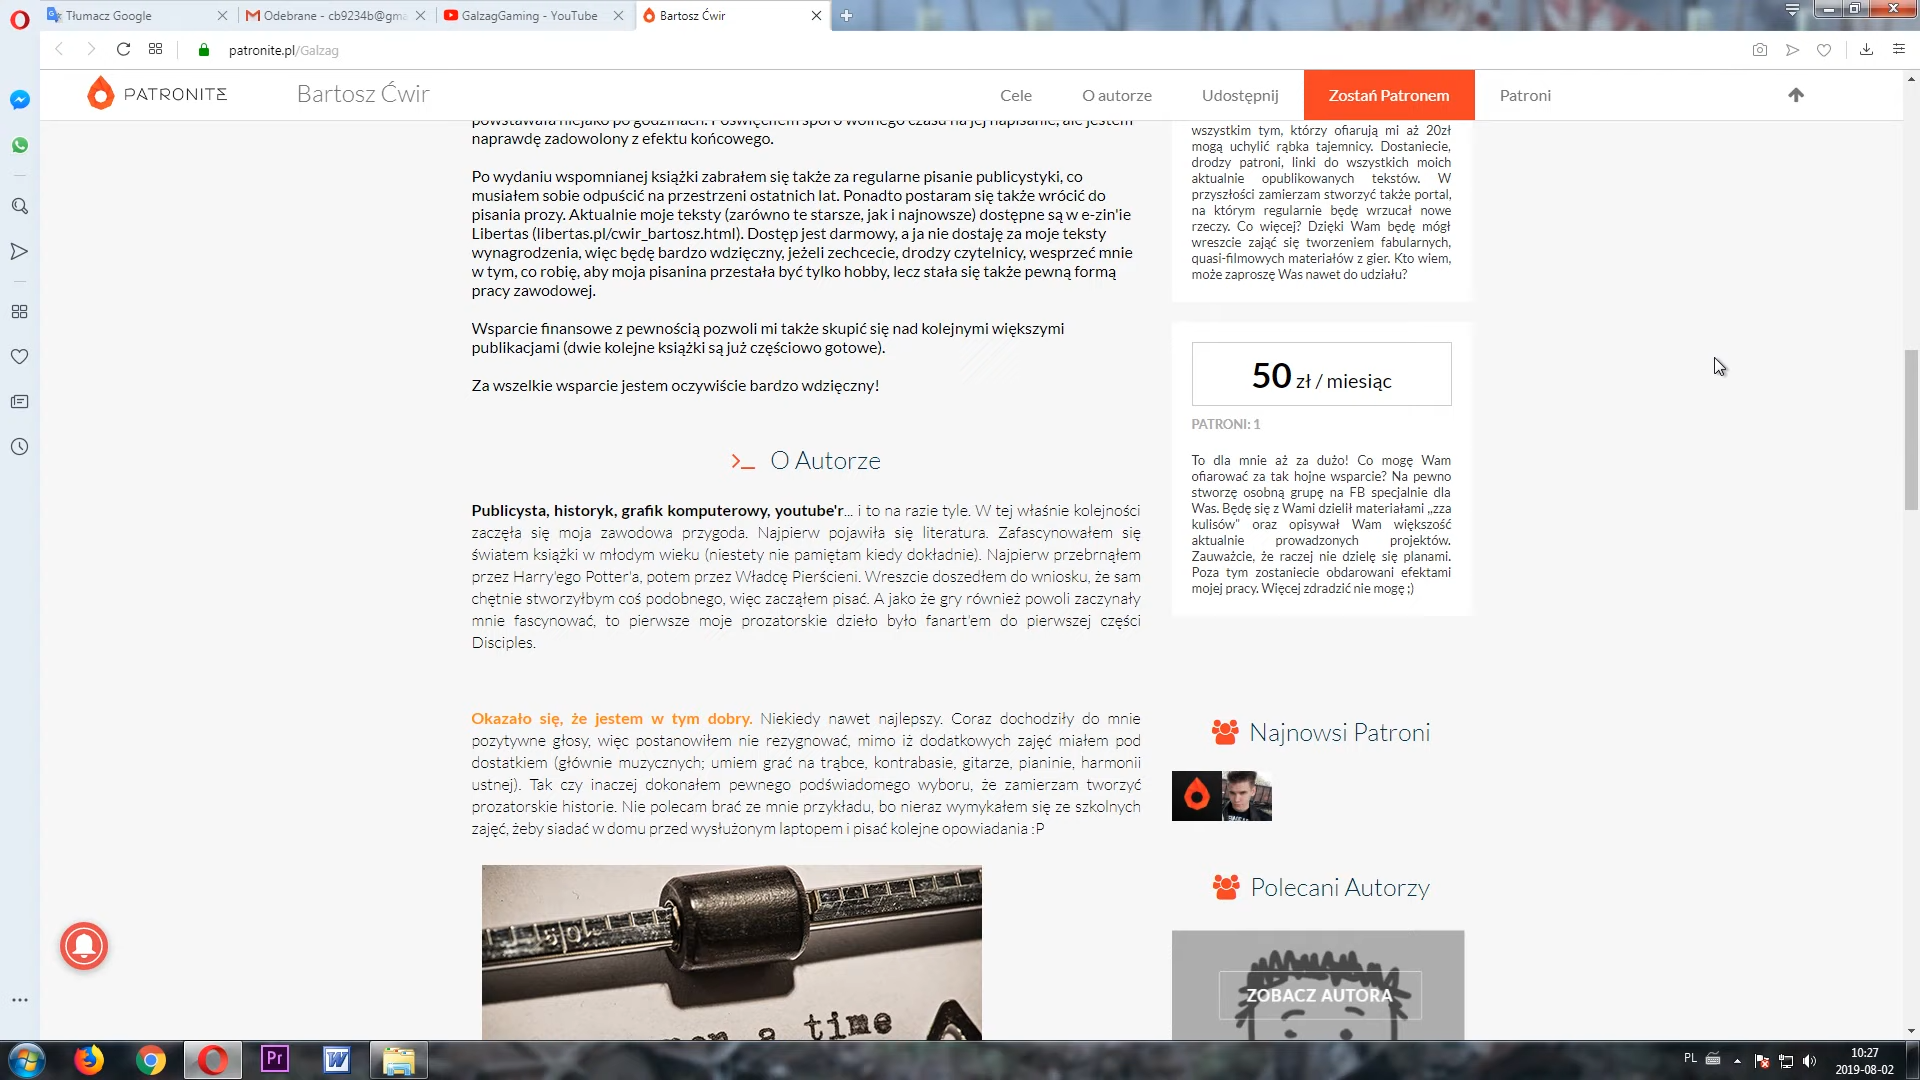 Tłumacz Google
Odebrane - cb9234b@gma
GalzagGaming - YouTube
Bartosz Ćwir
patronite.pl/Galzag
PATRONITE
Bartosz Ćwir
Cele
O autorze
Udostępnij
Zostań Patronem
Patroni
powstawała niejako po godzinach. Poświęciłem sporo wolnego czasu na jej napisanie, ale jestem
naprawdę zadowolony z efektu końcowego.
Po wydaniu wspomnianej książki zabrałem się także za regularne pisanie publicystyki, co
musiałem sobie odpuścić na przestrzeni ostatnich lat. Ponadto postaram się także wrócić do
pisania prozy. Aktualnie moje teksty (zarówno te starsze, jak i najnowsze) dostępne są w e-zin'ie
Libertas (libertas.pl/cwir_bartosz.html). Dostęp jest darmowy, a ja nie dostaję za moje teksty
wynagrodzenia, więc będę bardzo wdzięczny, jeżeli zechcecie, drodzy czytelnicy, wesprzeć mnie
w tym, co robię, aby moja pisanina przestała być tylko hobby, lecz stała się także pewną formą
pracy zawodowej.
Wsparcie finansowe z pewnością pozwoli mi także skupić się nad kolejnymi większymi
publikacjami (dwie kolejne książki są już częściowo gotowe).
Za wszelkie wsparcie jestem oczywiście bardzo wdzięczny!
>_ O Autorze
Publicysta, historyk, grafik komputerowy, youtube'r... i to na razie tyle. W tej właśnie kolejności
zaczęła się moja zawodowa przygoda. Najpierw pojawiła się literatura. Zafascynowałem się
światem książki w młodym wieku (niestety nie pamiętam kiedy dokładnie). Najpierw przebrnąłem
przez Harry'ego Potter'a, potem przez Władcę Pierścieni. Wreszcie doszedłem do wniosku, że sam
chętnie stworzyłbym coś podobnego, więc zacząłem pisać. A jako że gry również powoli zaczynały
mnie fascynować, to pierwsze moje prozatorskie dzieło było fanart'em do pierwszej części
Disciples.
Okazało się, że jestem w tym dobry. Niekiedy nawet najlepszy. Coraz dochodziły do mnie
pozytywne głosy, więc postanowiłem nie rezygnować, mimo iż dodatkowych zajęć miałem pod
dostatkiem (głównie muzycznych; umiem grać na trąbce, kontrabasie, gitarze, pianinie, harmonii
ustnej). Tak czy inaczej dokonałem pewnego podświadomego wyboru, że zamierzam tworzyć
prozatorskie historie. Nie polecam brać ze mnie przykładu, bo nieraz wymykałem się ze szkolnych
zajęć, żeby siadać w domu przed wysłużonym laptopem i pisać kolejne opowiadania :P
a time
wszystkim tym, którzy ofiarują mi aż 20zł
mogą uchylić rąbka tajemnicy. Dostaniecie,
drodzy patroni, linki do wszystkich moich
aktualnie opublikowanych tekstów. W
przyszłości zamierzam stworzyć także portal,
na którym regularnie będę wrzucał nowe
rzeczy. Co więcej? Dzięki Wam będę mógł
wreszcie zająć się tworzeniem fabularnych,
quasi-filmowych materiałów z gier. Kto wiem,
może zaproszę Was nawet do udziału?
50 zł / miesiąc
PATRONI: 1
To dla mnie aż za dużo! Co mogę Wam
ofiarować za tak hojne wsparcie? Na pewno
stworzę osobną grupę na FB specjalnie dla
Was. Będę się z Wami dzielił materiałami „zza
kulisów" oraz opisywał Wam większość
aktualnie prowadzonych projektów.
Zauważcie, że raczej nie dzielę się planami.
Poza tym zostaniecie obdarowani efektami
mojej pracy. Więcej zdradzić nie mogę ;)
Najnowsi Patroni
Polecani Autorzy
ZOBACZ AUTORA
Pr
PL
10:27
2019-08-02